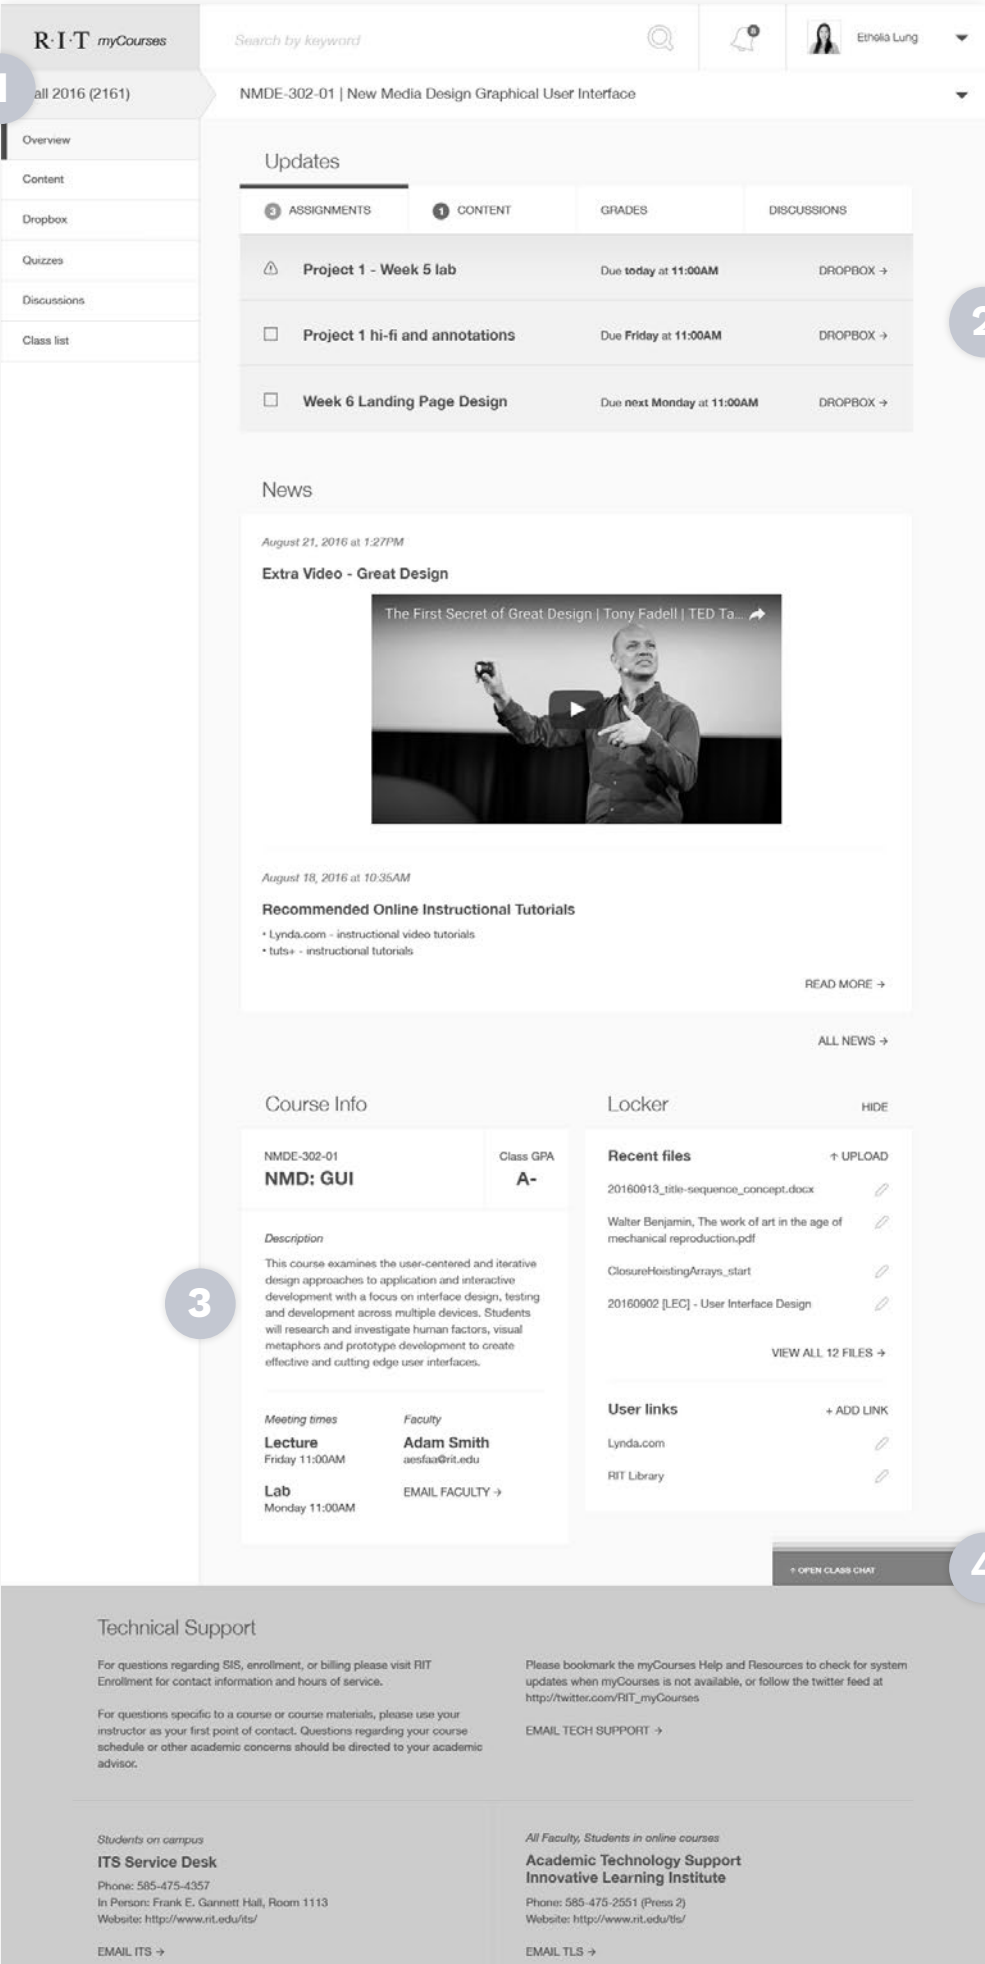 R·I·T myCourses
Search by keyword
Ethelia Lung
1
all 2016 (2161)
NMDE-302-01 | New Media Design Graphical User Interface
Overview
Content
Dropbox
Quizzes
Discussions
Class list
Updates
3 ASSIGNMENTS
1 CONTENT
GRADES
DISCUSSIONS
Project 1 - Week 5 lab
Due today at 11:00AM
DROPBOX →
Project 1 hi-fi and annotations
Due Friday at 11:00AM
DROPBOX →
2
Week 6 Landing Page Design
Due next Monday at 11:00AM
DROPBOX →
News
August 21, 2016 at 1:27PM
Extra Video - Great Design
The First Secret of Great Design | Tony Fadell | TED Ta...
August 18, 2016 at 10:35AM
Recommended Online Instructional Tutorials
• Lynda.com - instructional video tutorials
• tuts+ - instructional tutorials
READ MORE →
ALL NEWS →
Course Info
NMDE-302-01
NMD: GUI
Class GPA
A-
Description
This course examines the user-centered and iterative
design approaches to application and interactive
development with a focus on interface design, testing
and development across multiple devices. Students
will research and investigate human factors, visual
metaphors and prototype development to create
effective and cutting edge user interfaces.
3
Meeting times
Lecture
Friday 11:00AM
Lab
Monday 11:00AM
Faculty
Adam Smith
aesfaa@rit.edu
EMAIL FACULTY →
Locker
HIDE
Recent files
↑ UPLOAD
20160913_title-sequence_concept.docx
Walter Benjamin, The work of art in the age of
mechanical reproduction.pdf
ClosureHoistingArrays_start
20160902 [LEC] - User Interface Design
VIEW ALL 12 FILES →
User links
+ ADD LINK
Lynda.com
RIT Library
↑ OPEN CLASS CHAT
4
Technical Support
For questions regarding SIS, enrollment, or billing please visit RIT
Enrollment for contact information and hours of service.
For questions specific to a course or course materials, please use your
instructor as your first point of contact. Questions regarding your course
schedule or other academic concerns should be directed to your academic
advisor.
Please bookmark the myCourses Help and Resources to check for system
updates when myCourses is not available, or follow the twitter feed at
http://twitter.com/RIT_myCourses
EMAIL TECH SUPPORT →
Students on campus
ITS Service Desk
Phone: 585-475-4357
In Person: Frank E. Gannett Hall, Room 1113
Website: http://www.rit.edu/its/
EMAIL ITS →
All Faculty, Students in online courses
Academic Technology Support
Innovative Learning Institute
Phone: 585-475-2551 (Press 2)
Website: http://www.rit.edu/tls/
EMAIL TLS →